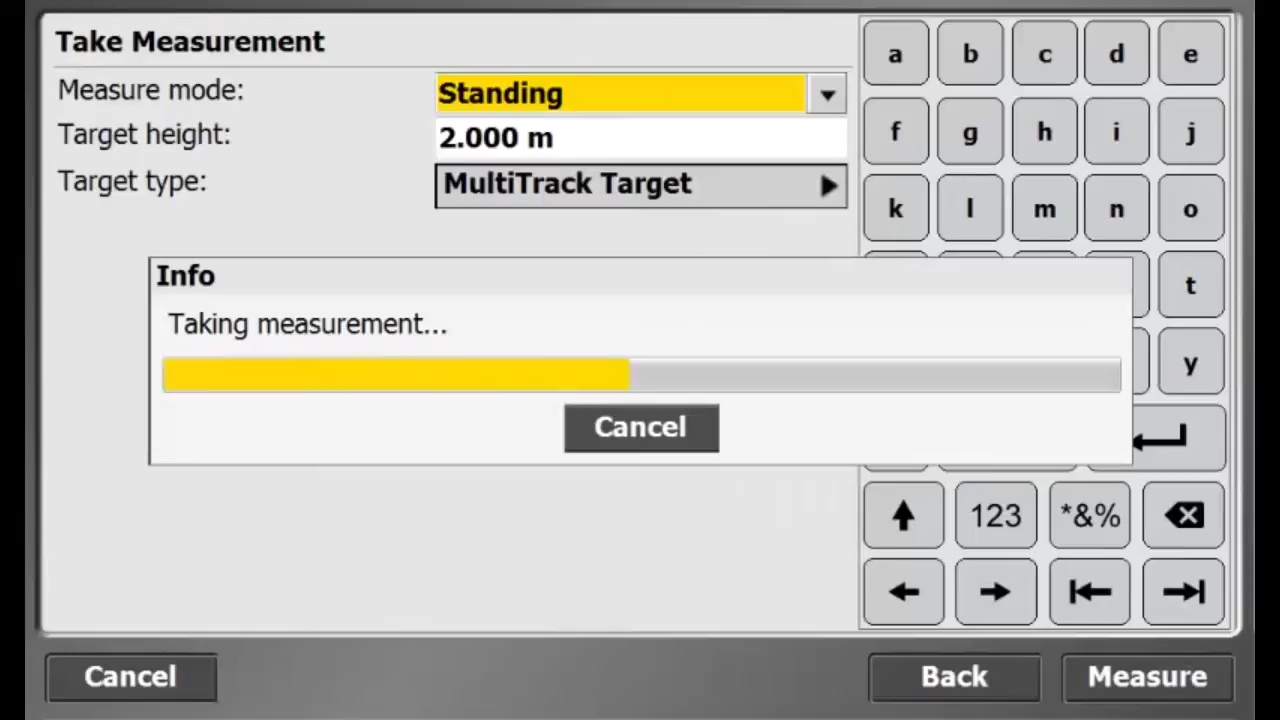 Take Measurement
Measure mode: Standing
Target height: 2.000 m
Target type: MultiTrack Target
Info
Taking measurement...
Cancel
a b c d e
f g h i j
k l m n o
t
y
123 *&%
Cancel Back Measure